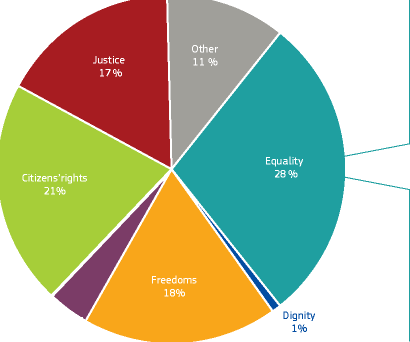 Justice
17 %
Other
11 %
Equality
28 %
Citizens'rights
21%
Freedoms
18%
Dignity
1%